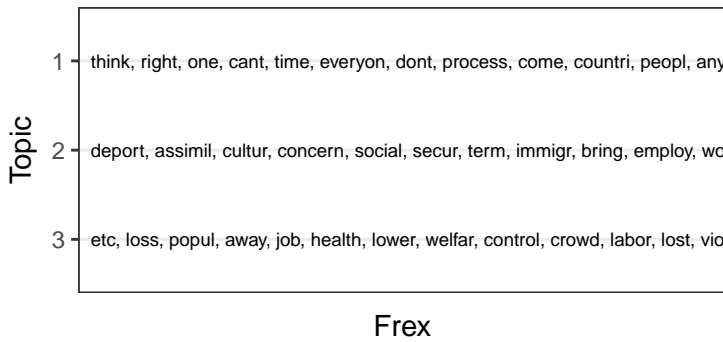 1 think, right, one, cant, time, everyon, dont, process, come, countri, peopl, any
2 deport, assimil, cultur, concern, social, secur, term, immigr, bring, employ, wo
3 etc, loss, popul, away, job, health, lower, welfar, control, crowd, labor, lost, vio
Topic
Frex